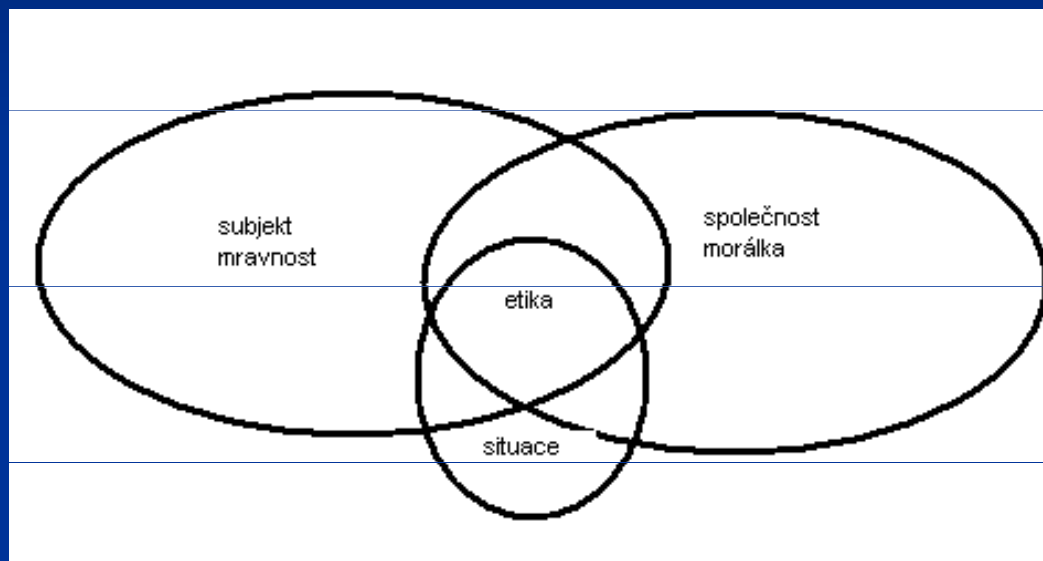 subjekt
mravnost
společnost
morálka
etika
situace